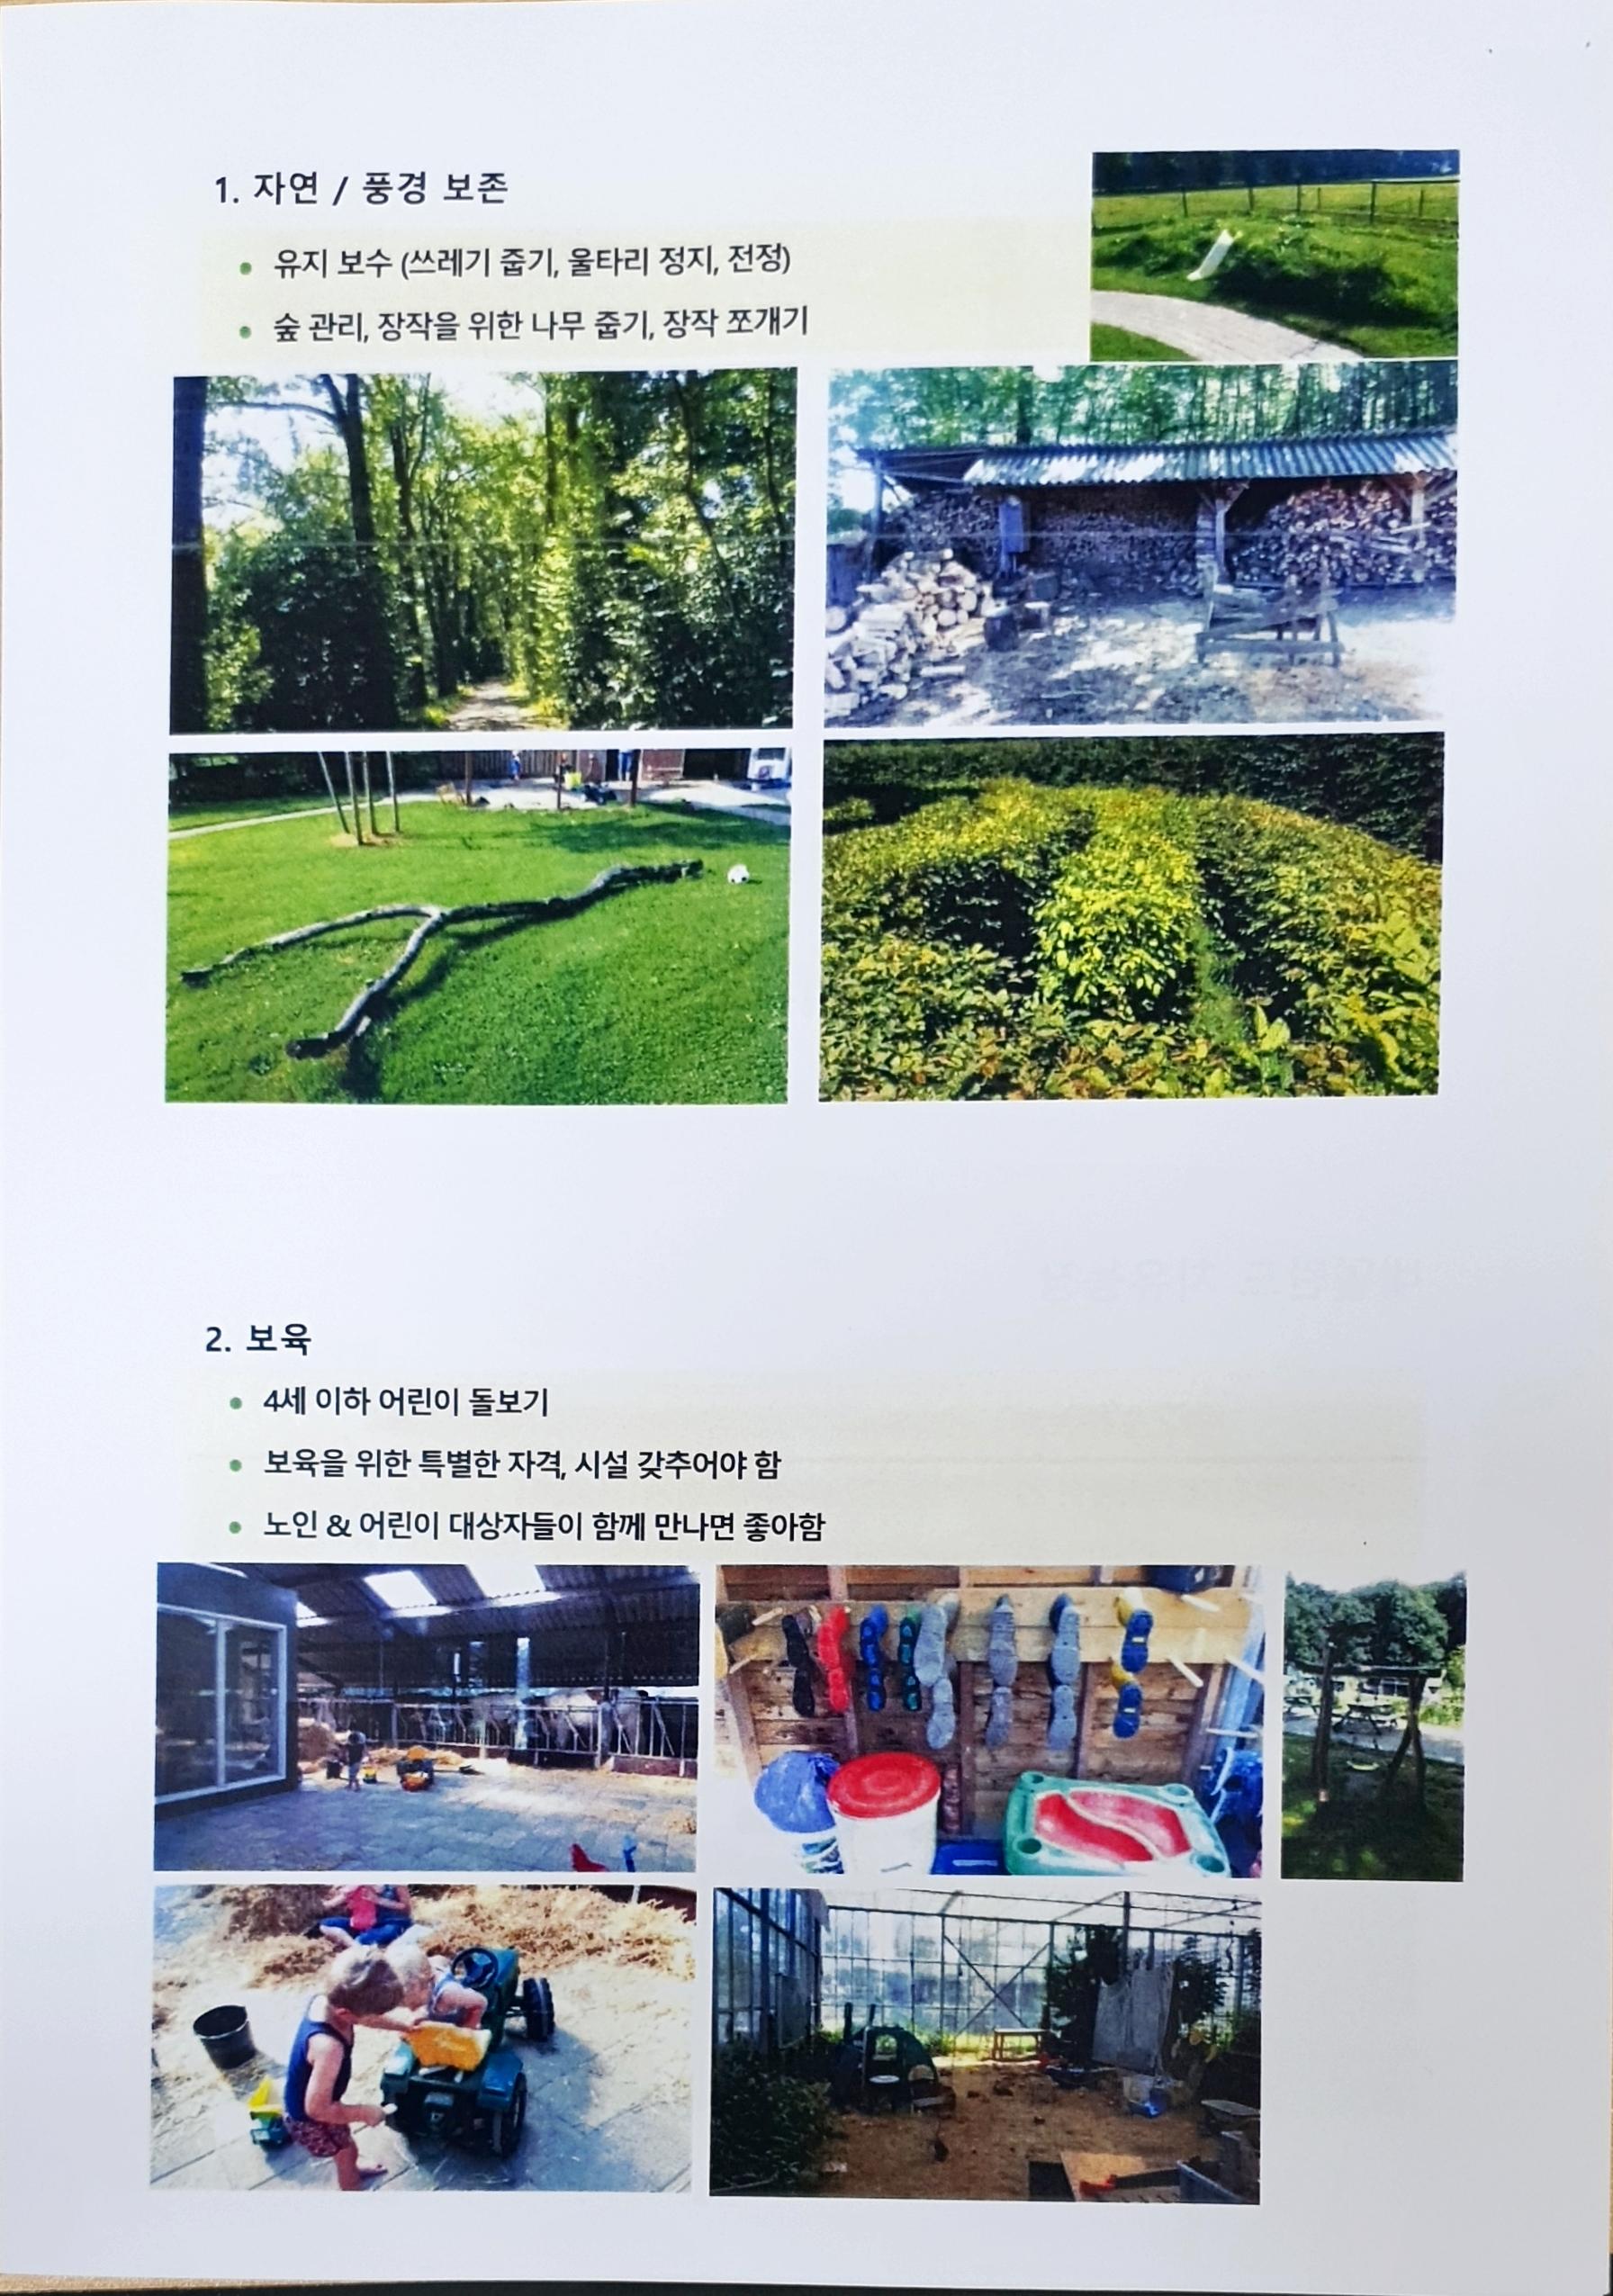 1. 자연 / 풍경 보존
• 유지 보수 (쓰레기 줍기, 울타리 정지, 전정)
• 숲 관리, 장작을 위한 나무 줍기, 장작 쪼개기
2. 보육
• 4세 이하 어린이 돌보기
• 보육을 위한 특별한 자격, 시설 갖추어야 함
• 노인 & 어린이 대상자들이 함께 만나면 좋아함